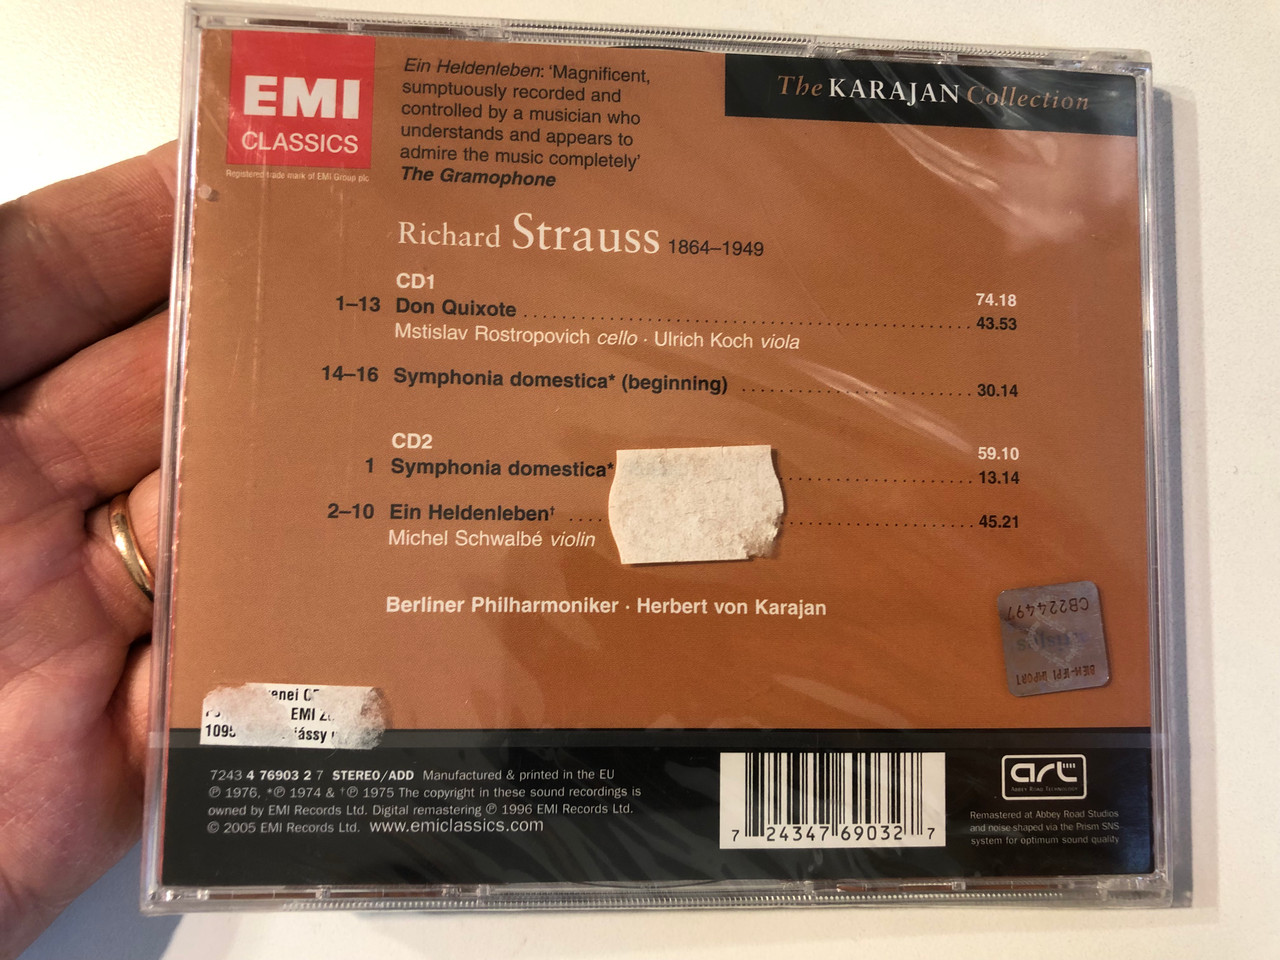 EMI
CLASSICS
Registered trade mark of EMI Group plc
Ein Heldenleben: 'Magnificent,
sumptuously recorded and
controlled by a musician who
understands and appears to
admire the music completely'
The Gramophone
The KARAJAN Collection
Richard Strauss 1864–1949
CD1 74.18
1–13 Don Quixote 43.53
Mstislav Rostropovich cello · Ulrich Koch viola
14–16 Symphonia domestica* (beginning) 30.14
CD2 59.10
1 Symphonia domestica* 13.14
2–10 Ein Heldenleben† 45.21
Michel Schwalbé violin
Berliner Philharmoniker · Herbert von Karajan
CB224497
IMPORT
EMI
7243 4 76903 2 7 STEREO/ADD Manufactured & printed in the EU
℗ 1976, *℗ 1974 & †℗ 1975 The copyright in these sound recordings is
owned by EMI Records Ltd. Digital remastering ℗ 1996 EMI Records Ltd.
© 2005 EMI Records Ltd. www.emiclassics.com
7 24347 69032 7
art
ABBEY ROAD TECHNOLOGY
Remastered at Abbey Road Studios
and noise shaped via the Prism SNS
system for optimum sound quality